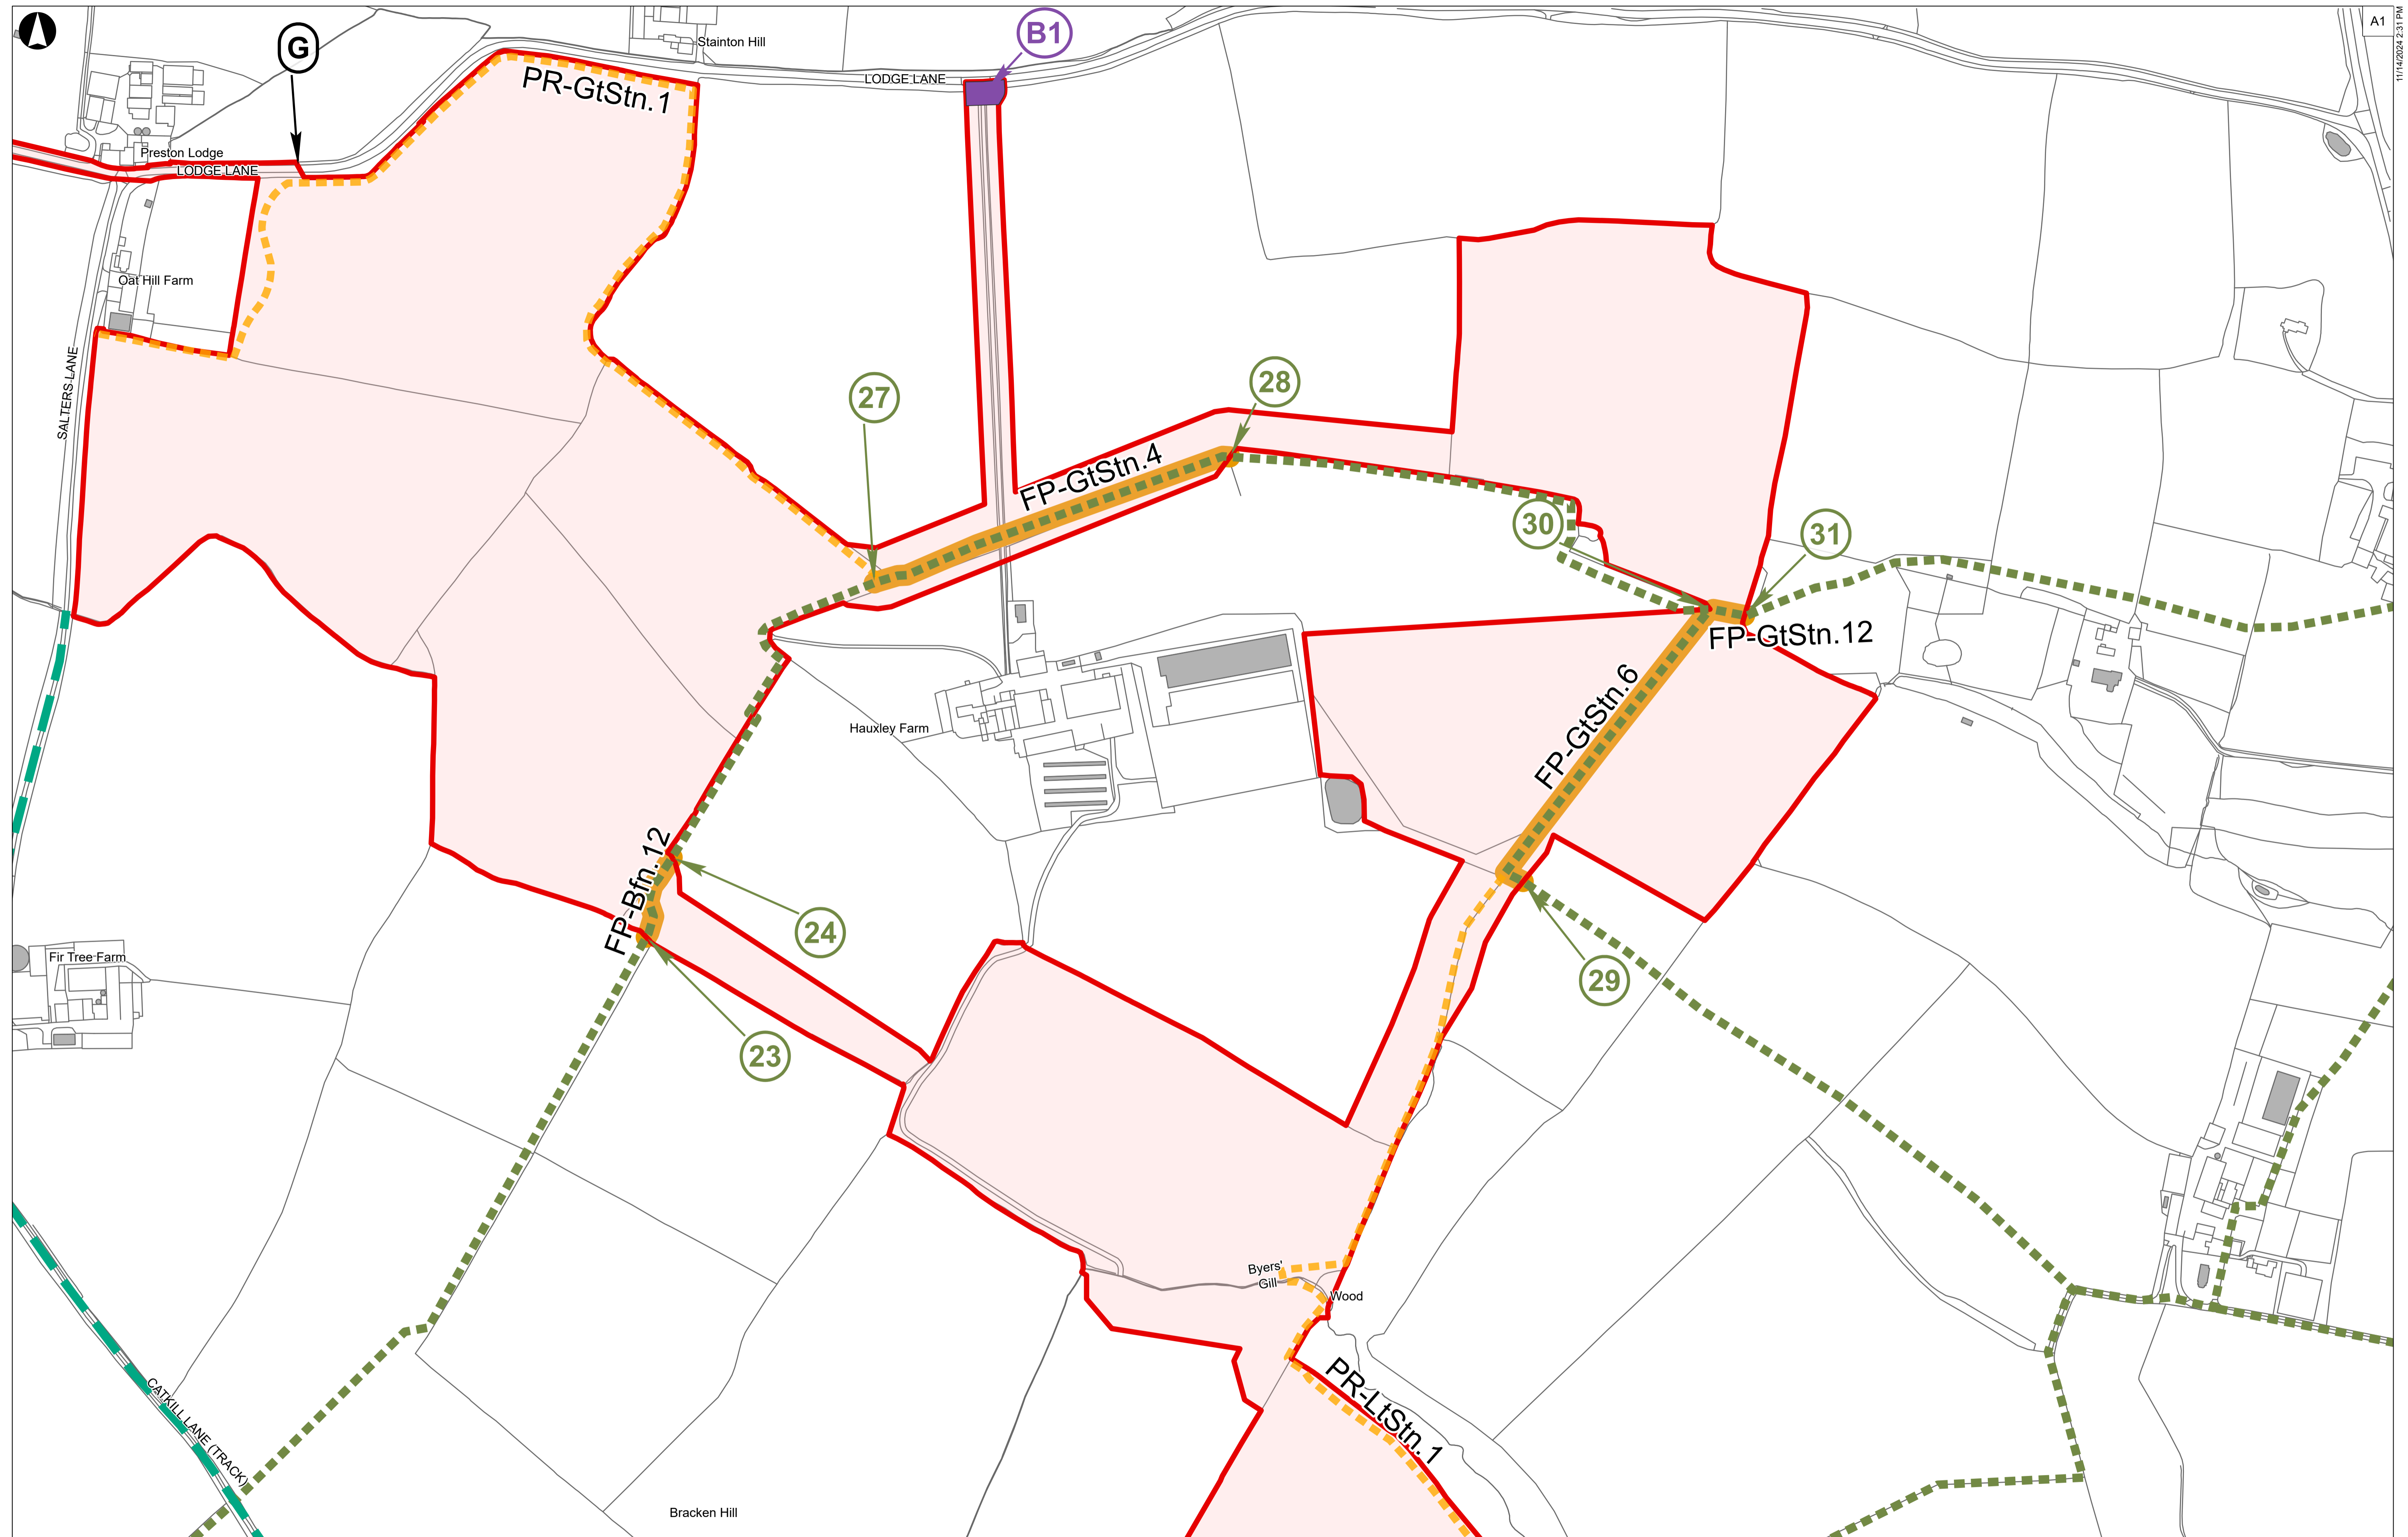 A1
11/14/2024 2:31 PM
G
B1
Stainton Hill
LODGE LANE
PR-GtStn.1
Preston Lodge
LODGE LANE
Oat Hill Farm
SALTERS LANE
27
28
FP-GtStn.4
30
31
FP-GtStn.12
FP-GtStn.6
Hauxley Farm
FP-Bfn.12
24
23
29
Fir Tree Farm
Byers'
Gill
Wood
PR-LtStn.1
CATKILL LANE (TRACK)
Bracken Hill